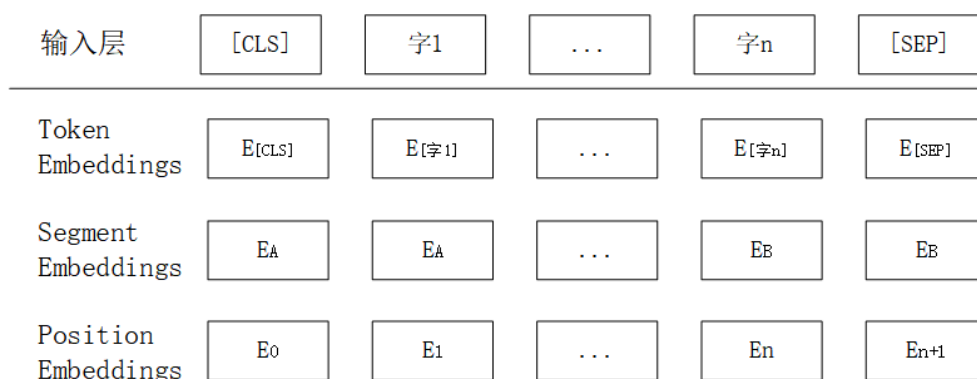 输入层 [CLS] 字1 ... 字n [SEP]
Token
Embeddings E[CLS] E[字1] ... E[字n] E[SEP]
Segment
Embeddings EA EA ... EB EB
Position
Embeddings E0 E1 ... En En+1